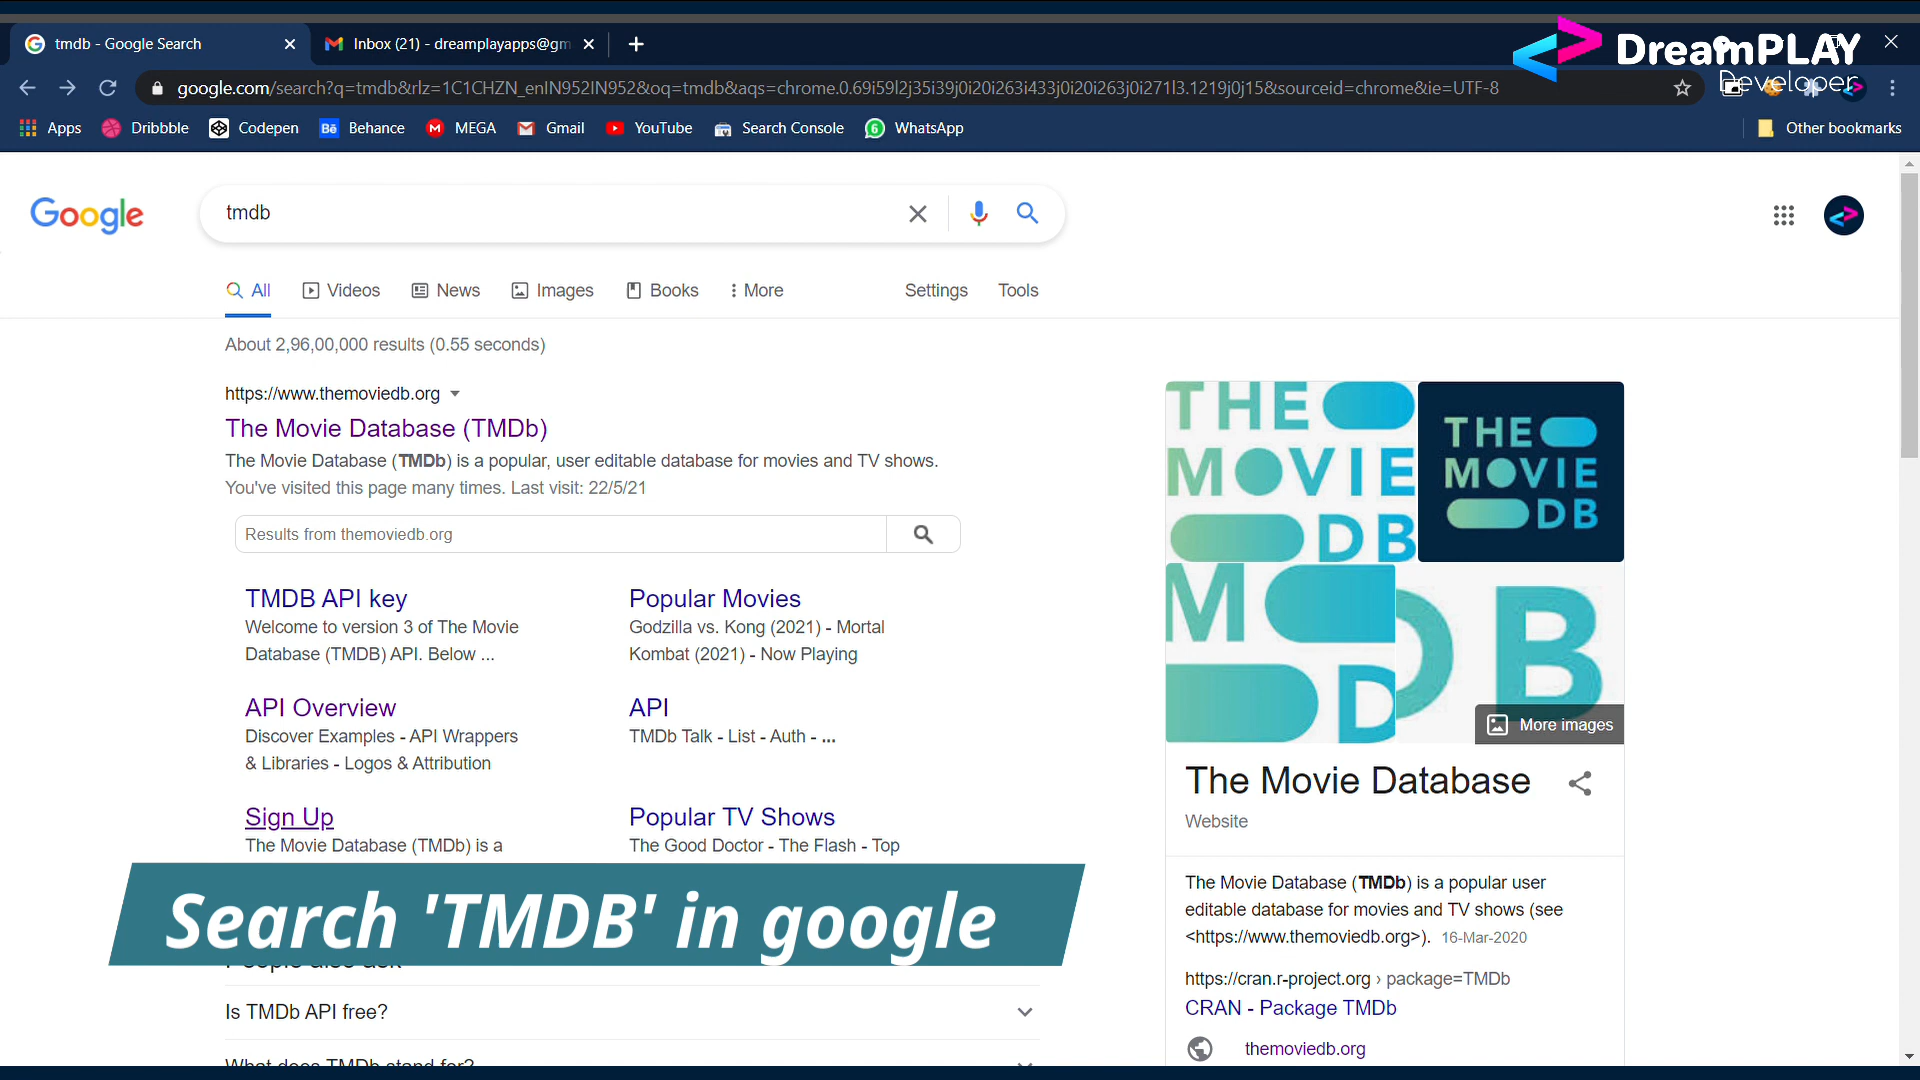 tmdb - Google Search
Inbox (21) - dreamplayapps@gm
DreamPLAY
Developer
google.com/search?q=tmdb&rlz=1C1CHZN_enIN952IN952&oq=tmdb&aqs=chrome.0.69i59l2j35i39j0i20i263i433j0i20i263j0i271l3.1219j0j15&sourceid=chrome&ie=UTF-8
Apps
Dribbble
Codepen
Behance
MEGA
Gmail
YouTube
Search Console
WhatsApp
Other bookmarks
Google
tmdb
All
Videos
News
Images
Books
More
Settings
Tools
About 2,96,00,000 results (0.55 seconds)
https://www.themoviedb.org
The Movie Database (TMDb)
The Movie Database (TMDb) is a popular, user editable database for movies and TV shows.
You've visited this page many times. Last visit: 22/5/21
Results from themoviedb.org
TMDB API key
Welcome to version 3 of The Movie
Database (TMDB) API. Below ...
Popular Movies
Godzilla vs. Kong (2021) - Mortal
Kombat (2021) - Now Playing
API Overview
Discover Examples - API Wrappers
& Libraries - Logos & Attribution
API
TMDb Talk - List - Auth - ...
Sign Up
The Movie Database (TMDb) is a
Popular TV Shows
The Good Doctor - The Flash - Top
Search 'TMDB' in google
People also ask
Is TMDb API free?
What does TMDb stand for?
THE
MOVIE
DB
THE
MOVIE
DB
M
D
DB
More images
The Movie Database
Website
The Movie Database (TMDb) is a popular user
editable database for movies and TV shows (see
<https://www.themoviedb.org>). 16-Mar-2020
https://cran.r-project.org › package=TMDb
CRAN - Package TMDb
themoviedb.org